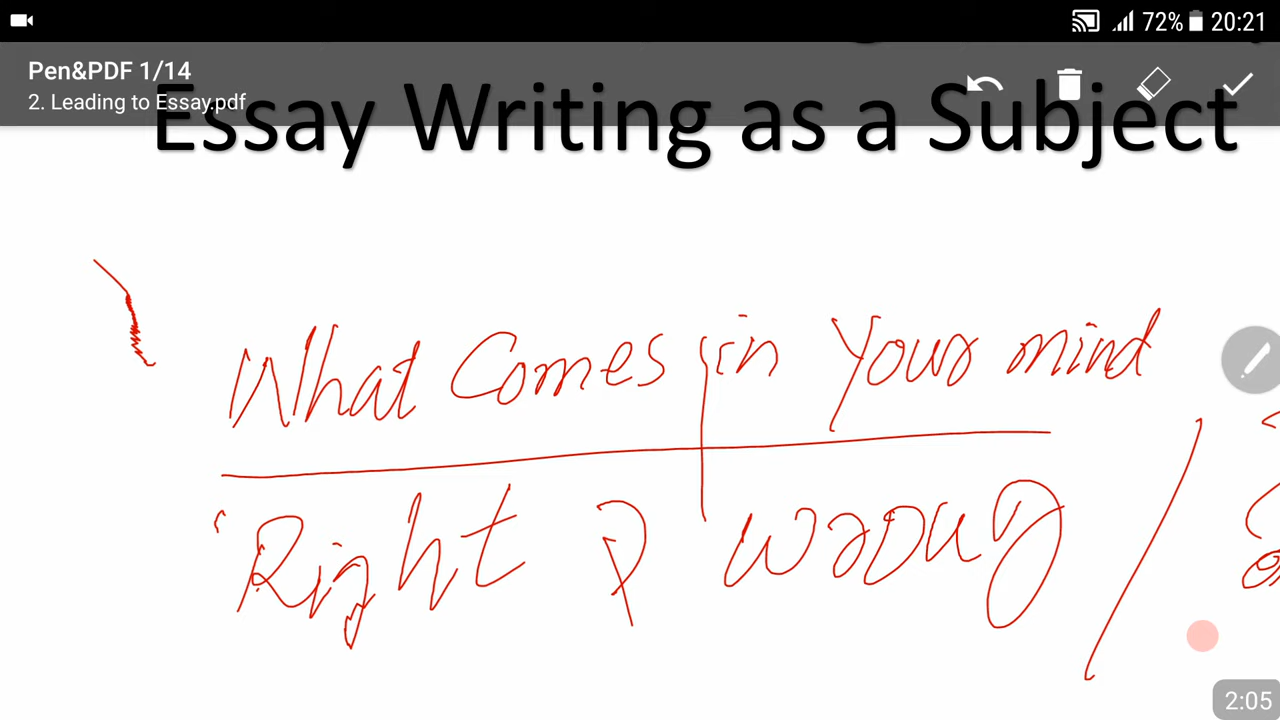 72% 20:21
Pen&PDF 1/14
2. Leading to Essay.pdf
Essay Writing as a Subject
What Comes in Your mind
Right & wrong
2:05